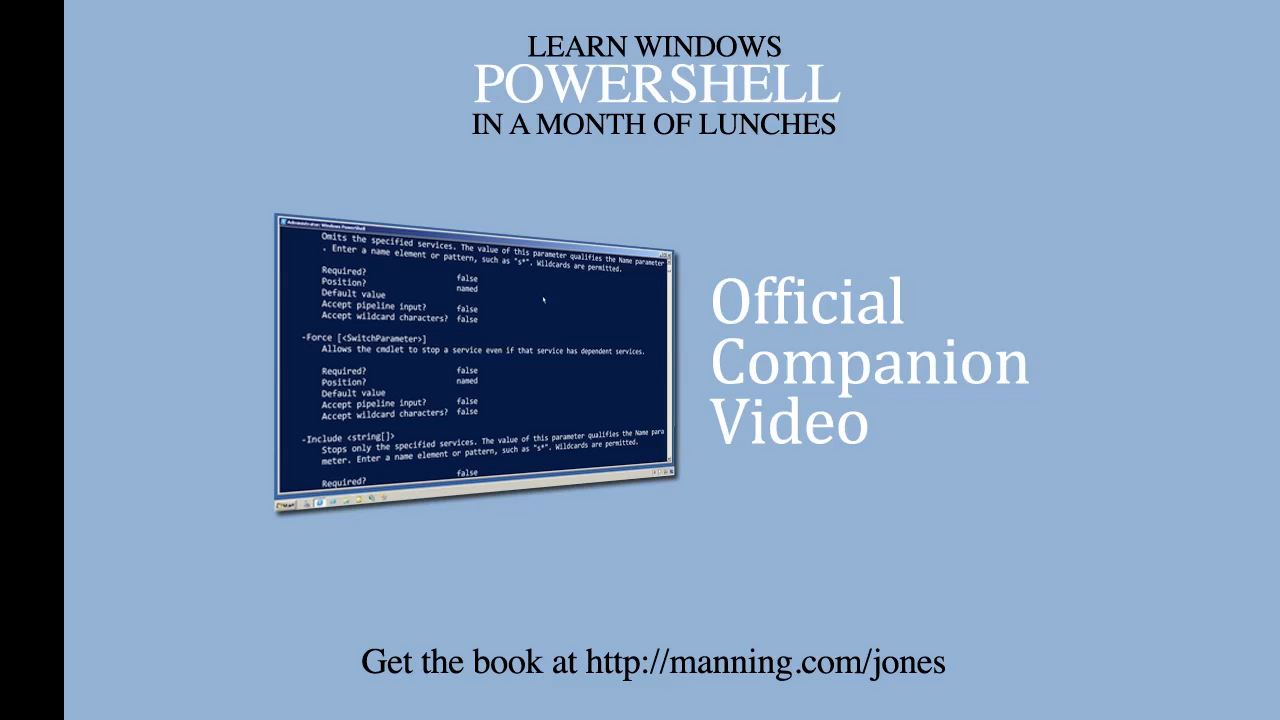 LEARN WINDOWS
POWERSHELL
IN A MONTH OF LUNCHES
Administrator: Windows PowerShell
Omits the specified services. The value of this parameter qualifies the Name parameter
. Enter a name element or pattern, such as "s*". Wildcards are permitted.
Required? false
Position? named
Default value
Accept pipeline input? false
Accept wildcard characters? false
-Force [<SwitchParameter>]
Allows the cmdlet to stop a service even if that service has dependent services.
Required? false
Position? named
Default value
Accept pipeline input? false
Accept wildcard characters? false
-Include <string[]>
Stops only the specified services. The value of this parameter qualifies the Name para
meter. Enter a name element or pattern, such as "s*". Wildcards are permitted.
Required? false
Start
Official
Companion
Video
Get the book at http://manning.com/jones